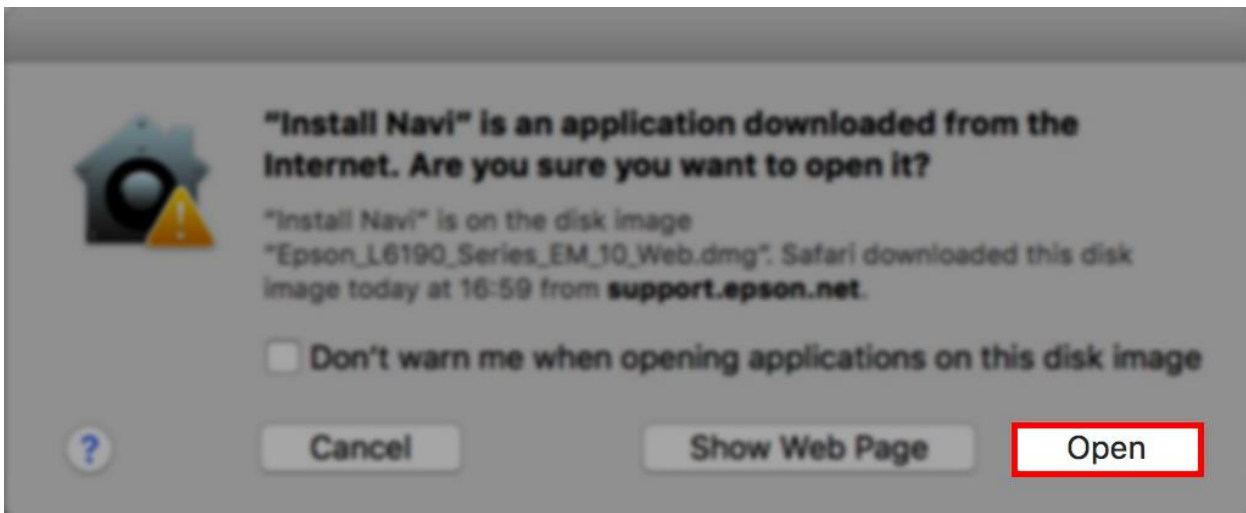 "Install Navi" is an application downloaded from the
Internet. Are you sure you want to open it?
"Install Navi" is on the disk image
"Epson_L6190_Series_EM_10_Web.dmg". Safari downloaded this disk
image today at 16:59 from support.epson.net.
Don't warn me when opening applications on this disk image
? Cancel Show Web Page Open